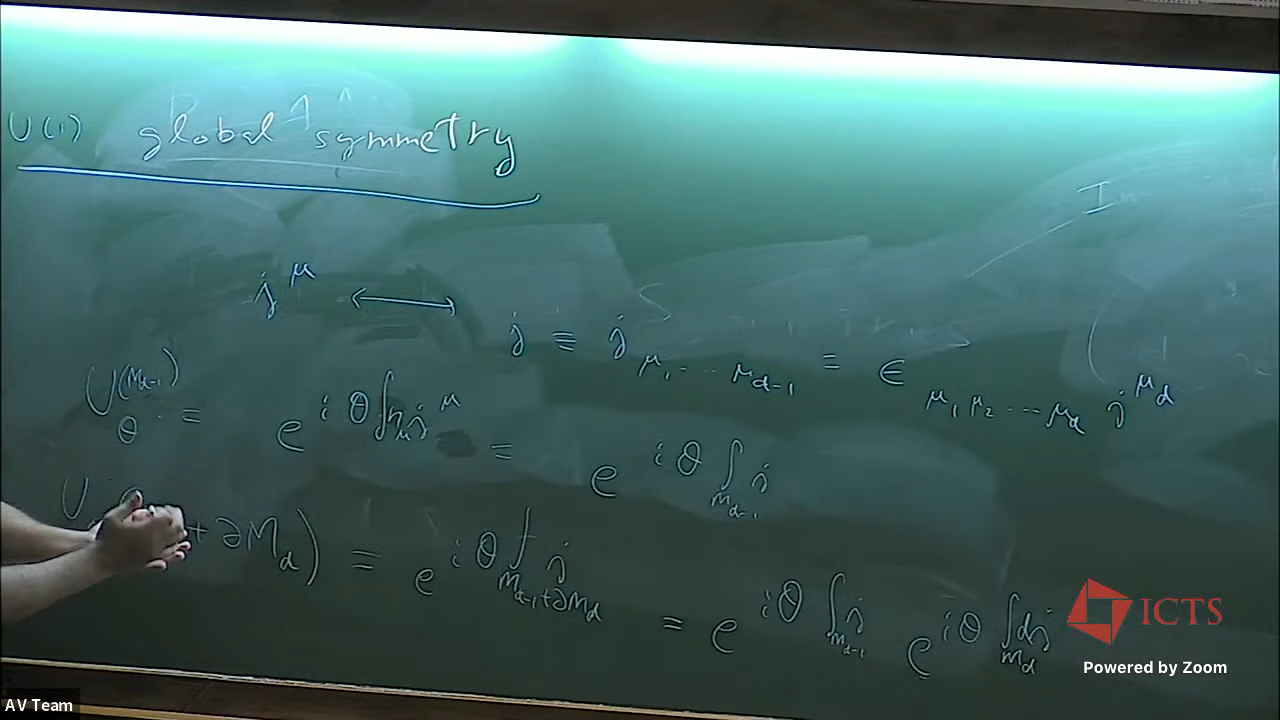 U(1) global symmetry
j^μ ⟷ j ≡ j_{μ_1 ⋯ μ_{d-1}} = ϵ_{μ_1 μ_2 ⋯ μ_d} j^{μ_d}
U_θ^{(M_{d-1})} = e^{iθ∫n_μ j^μ} = e^{iθ∫_{M_{d-1}} j}
U + ∂M_d) = e^{iθ∫_{M_{d-1}+∂M_d} j} = e^{iθ∫_{M_{d-1}} j} e^{iθ∫_{M_d} dj}
ICTS
Powered by Zoom
AV Team